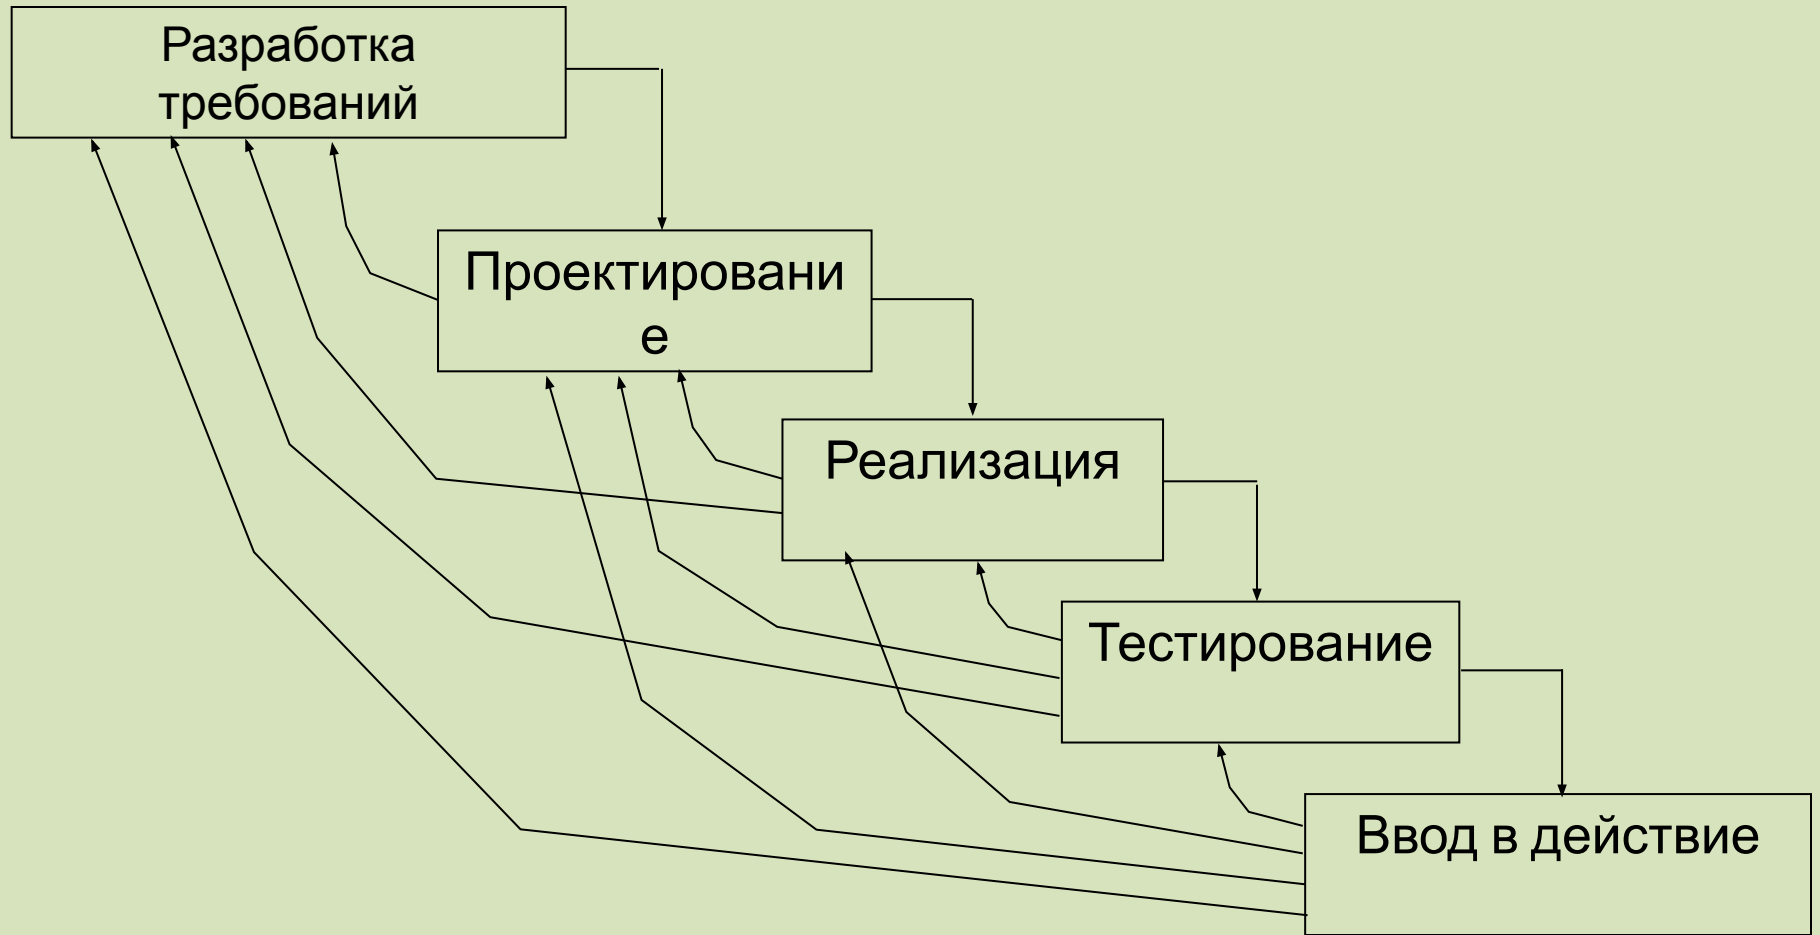 Разработка
требований
Проектировани
е
Реализация
Тестирование
Ввод в действие